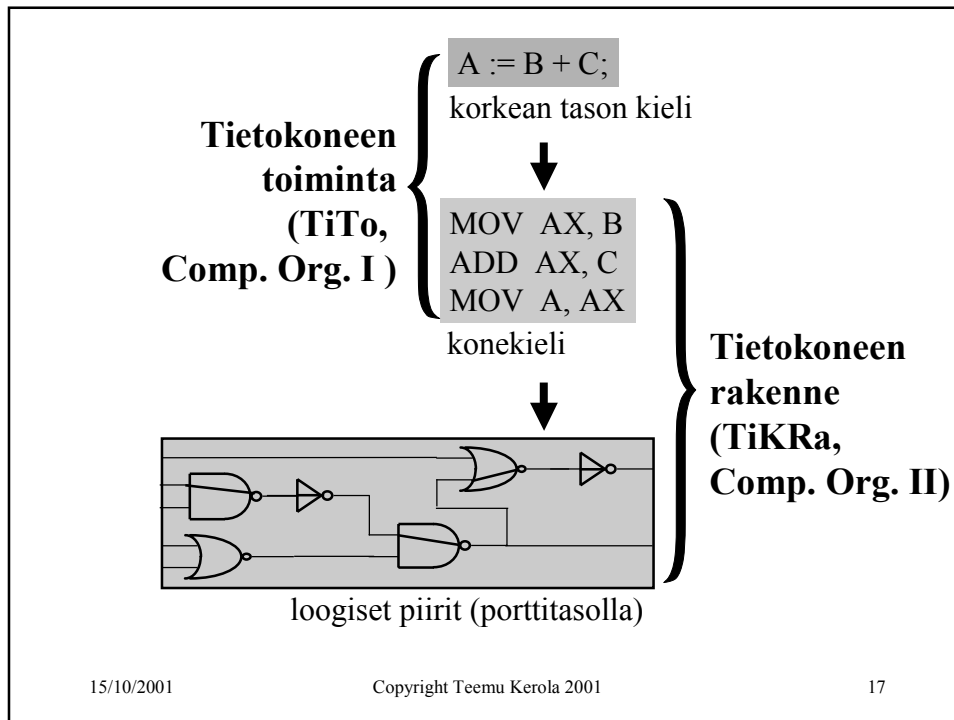 A := B + C;
korkean tason kieli
Tietokoneen
toiminta
(TiTo,
Comp. Org. I )
MOV AX, B
ADD AX, C
MOV A, AX
konekieli
Tietokoneen
rakenne
(TiKRa,
Comp. Org. II)
loogiset piirit (porttitasolla)
15/10/2001
Copyright Teemu Kerola 2001
17